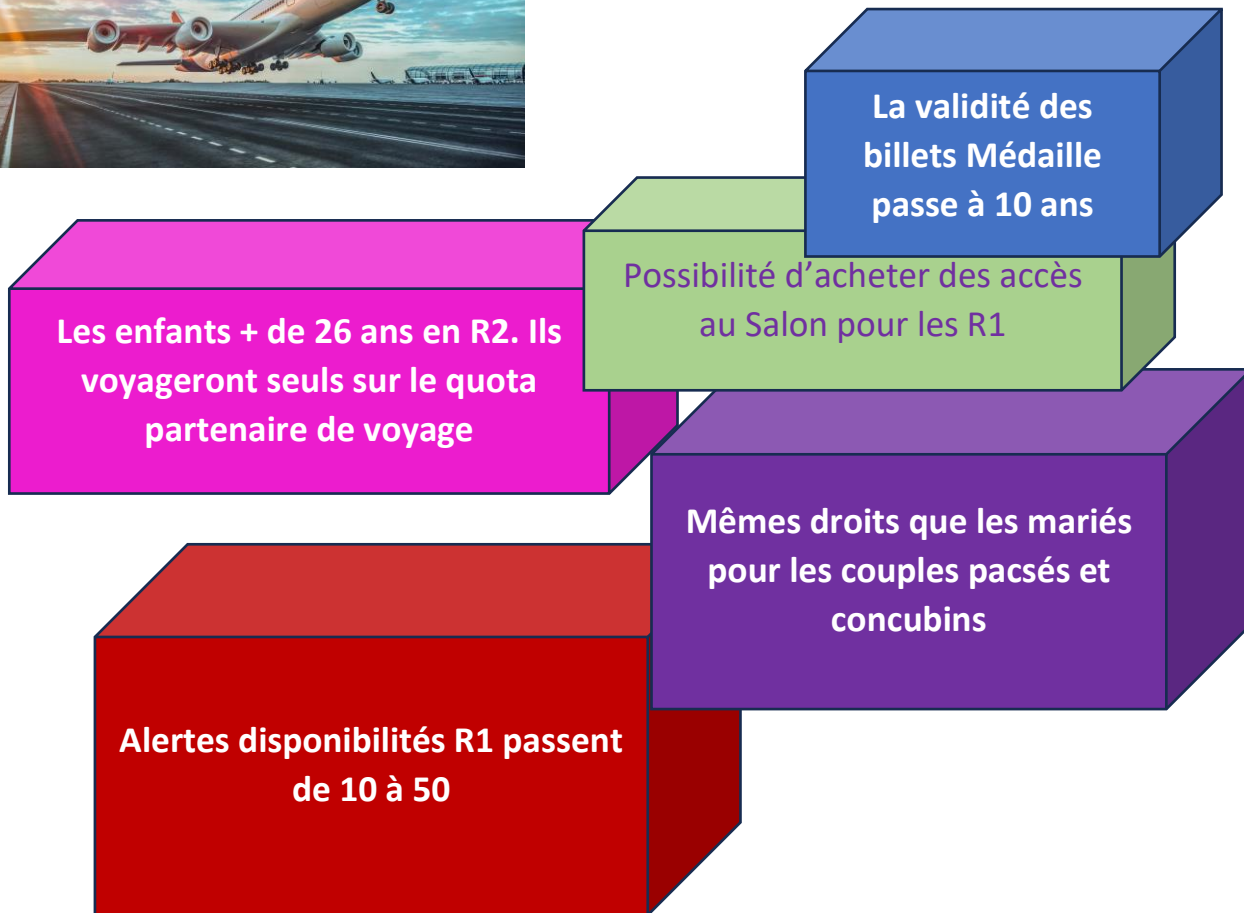 La validité des
billets Médaille
passe à 10 ans
Possibilité d’acheter des accès
au Salon pour les R1
Les enfants + de 26 ans en R2. Ils
voyageront seuls sur le quota
partenaire de voyage
Mêmes droits que les mariés
pour les couples pacsés et
concubins
Alertes disponibilités R1 passent
de 10 à 50